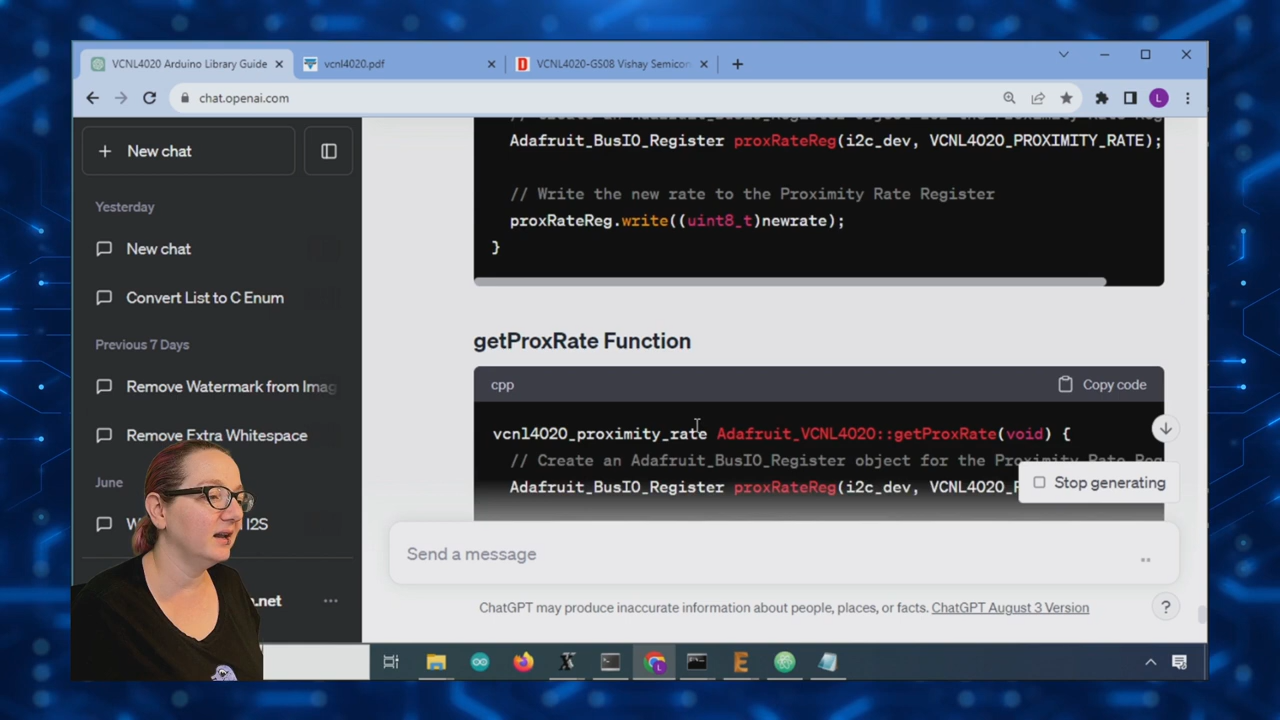 VCNL4020 Arduino Library Guide
vcnl4020.pdf
VCNL4020-GS08 Vishay Semicon
chat.openai.com
L
New chat
Yesterday
New chat
Convert List to C Enum
Previous 7 Days
Remove Watermark from Imag
Remove Extra Whitespace
June
I2S
.net
Adafruit_BusIO_Register proxRateReg(i2c_dev, VCNL4020_PROXIMITY_RATE);
// Write the new rate to the Proximity Rate Register
proxRateReg.write((uint8_t)newrate);
}
getProxRate Function
cpp
Copy code
vcnl4020_proximity_rate Adafruit_VCNL4020::getProxRate(void) {
// Create an Adafruit_BusIO_Register object for the Proximity Rate Reg
Adafruit_BusIO_Register proxRateReg(i2c_dev, VCNL4020_P
Stop generating
Send a message
ChatGPT may produce inaccurate information about people, places, or facts. ChatGPT August 3 Version
?